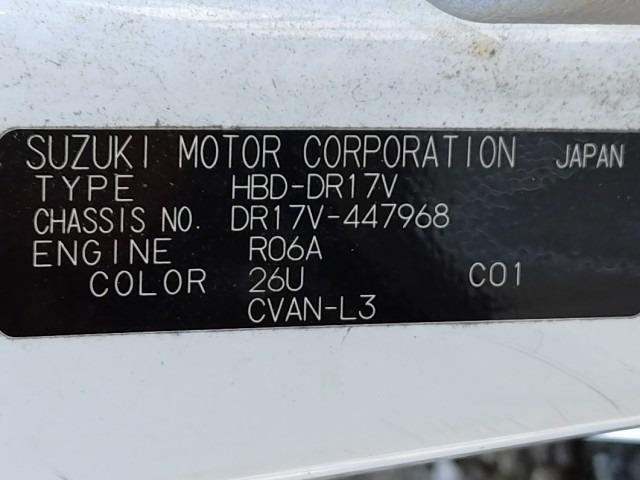 SUZUKI MOTOR CORPORATION JAPAN
TYPE HBD-DR17V
CHASSIS NO. DR17V-447968
ENGINE R06A
COLOR 26U C01
CVAN-L3